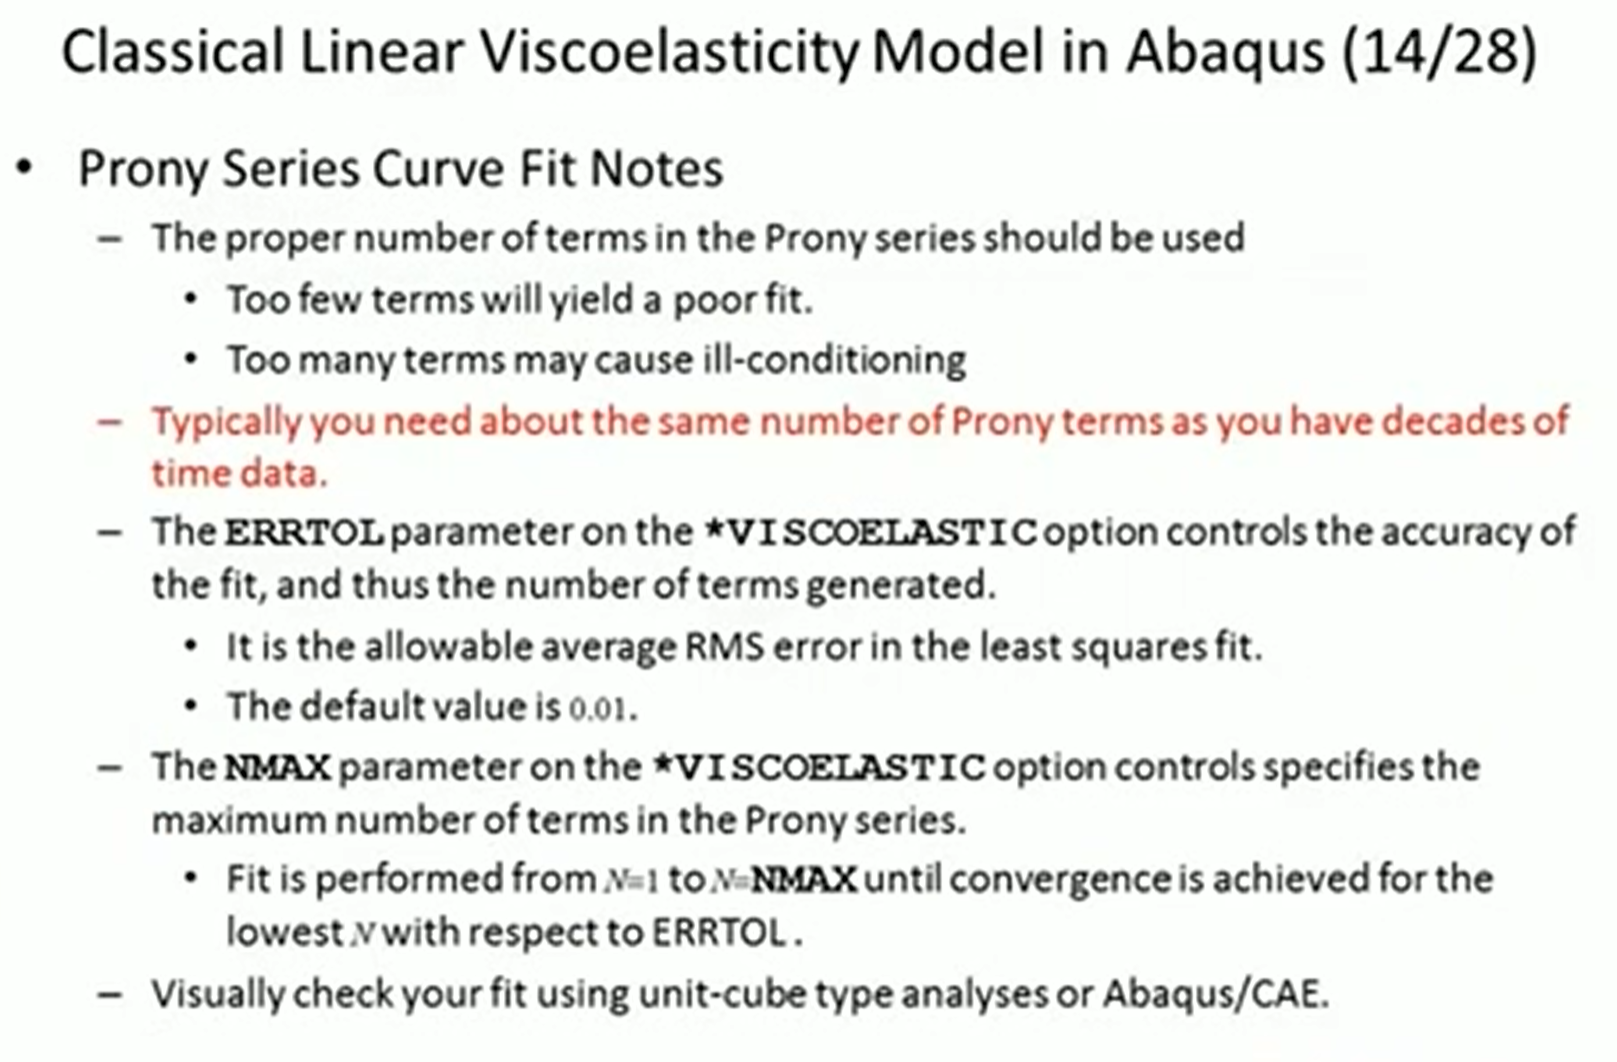 Classical Linear Viscoelasticity Model in Abaqus (14/28)
• Prony Series Curve Fit Notes
– The proper number of terms in the Prony series should be used
• Too few terms will yield a poor fit.
• Too many terms may cause ill-conditioning
– Typically you need about the same number of Prony terms as you have decades of
time data.
– The ERRTOL parameter on the *VISCOELASTIC option controls the accuracy of
the fit, and thus the number of terms generated.
• It is the allowable average RMS error in the least squares fit.
• The default value is 0.01.
– The NMAX parameter on the *VISCOELASTIC option controls specifies the
maximum number of terms in the Prony series.
• Fit is performed from N=1 to N=NMAX until convergence is achieved for the
lowest N with respect to ERRTOL.
– Visually check your fit using unit-cube type analyses or Abaqus/CAE.